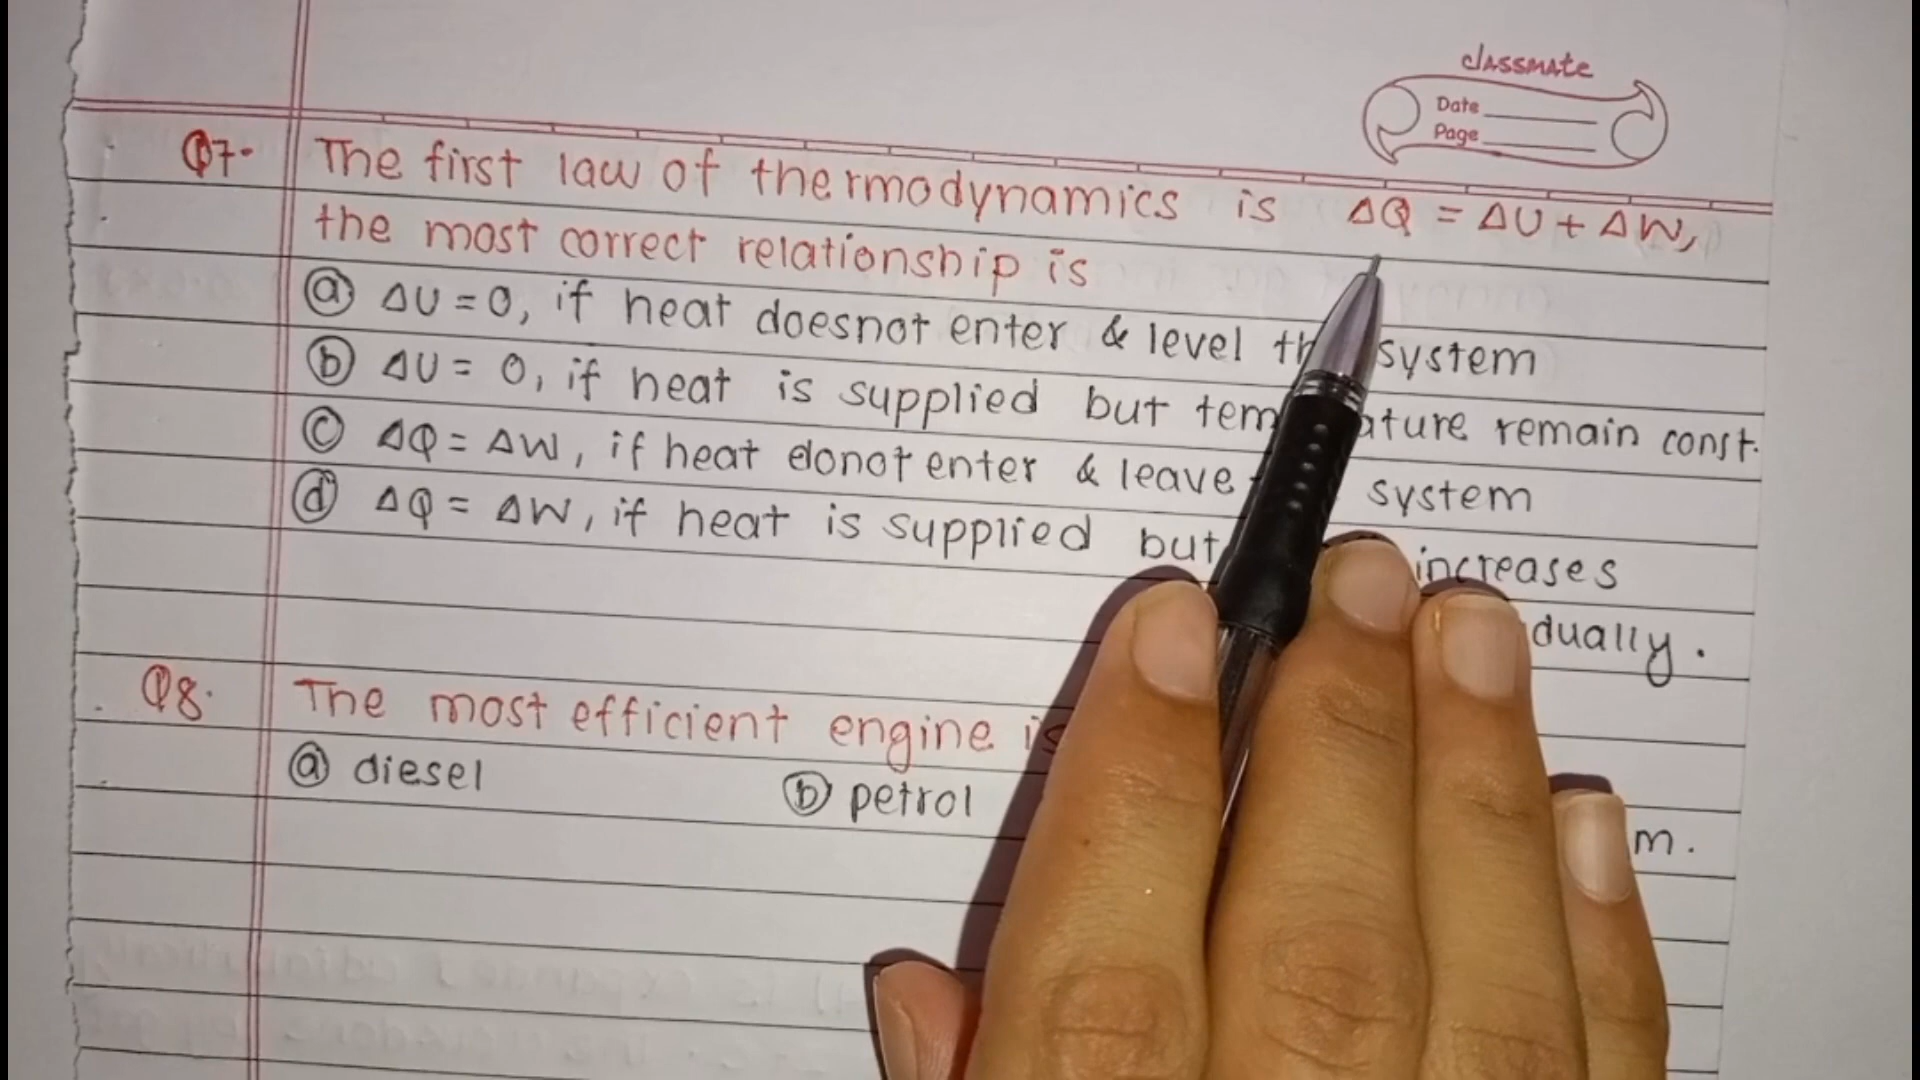 classmate
Date
Page
Q7. The first law of thermodynamics is ΔQ = ΔU + ΔW,
the most correct relationship is
(a) ΔU = 0, if heat doesnot enter & level system
(b) ΔU = 0, if heat is supplied but remain const.
(c) ΔQ = ΔW, if heat donot enter & leave system
(d) ΔQ = ΔW, if heat is supplied but increases
dually.
Q8. The most efficient engine is
(a) diesel (b) petrol m.